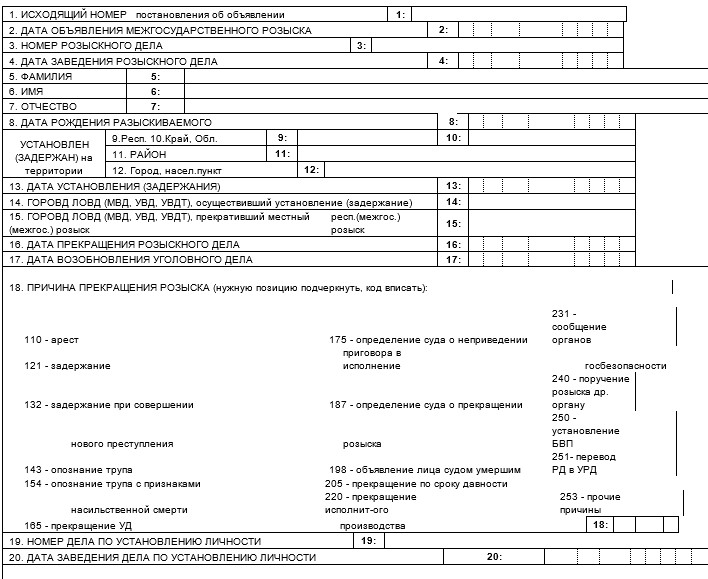 1. ИСХОДЯЩИЙ НОМЕР постановления об объявлении 1:
2. ДАТА ОБЪЯВЛЕНИЯ МЕЖГОСУДАРСТВЕННОГО РОЗЫСКА 2:
3. НОМЕР РОЗЫСКНОГО ДЕЛА 3:
4. ДАТА ЗАВЕДЕНИЯ РОЗЫСКНОГО ДЕЛА 4:
5. ФАМИЛИЯ 5:
6. ИМЯ 6:
7. ОТЧЕСТВО 7:
8. ДАТА РОЖДЕНИЯ РАЗЫСКИВАЕМОГО 8:
УСТАНОВЛЕН (ЗАДЕРЖАН) на территории
9.Респ. 10.Край, Обл. 9: 10:
11. РАЙОН 11:
12. Город, насел.пункт 12:
13. ДАТА УСТАНОВЛЕНИЯ (ЗАДЕРЖАНИЯ) 13:
14. ГОРОВД ЛОВД (МВД, УВД, УВДТ), осуществивший установление (задержание) 14:
15. ГОРОВД ЛОВД (МВД, УВД, УВДТ), прекративший местный респ.(межгос.)
(межгос.) розыск розыск 15:
16. ДАТА ПРЕКРАЩЕНИЯ РОЗЫСКНОГО ДЕЛА 16:
17. ДАТА ВОЗОБНОВЛЕНИЯ УГОЛОВНОГО ДЕЛА 17:
18. ПРИЧИНА ПРЕКРАЩЕНИЯ РОЗЫСКА (нужную позицию подчеркнуть, код вписать):
231 -
сообщение
110 - арест 175 - определение суда о неприведении органов
приговора в
121 - задержание исполнение госбезопасности
240 - поручение
розыска др.
132 - задержание при совершении 187 - определение суда о прекращении органу
250 -
установление
нового преступления розыска БВП
251- перевод
143 - опознание трупа 198 - объявление лица судом умершим РД в УРД
154 - опознание трупа с признаками 205 - прекращение по сроку давности
220 - прекращение 253 - прочие
насильственной смерти исполнит-ого причины
165 - прекращение УД производства 18:
19. НОМЕР ДЕЛА ПО УСТАНОВЛЕНИЮ ЛИЧНОСТИ 19:
20. ДАТА ЗАВЕДЕНИЯ ДЕЛА ПО УСТАНОВЛЕНИЮ ЛИЧНОСТИ 20: